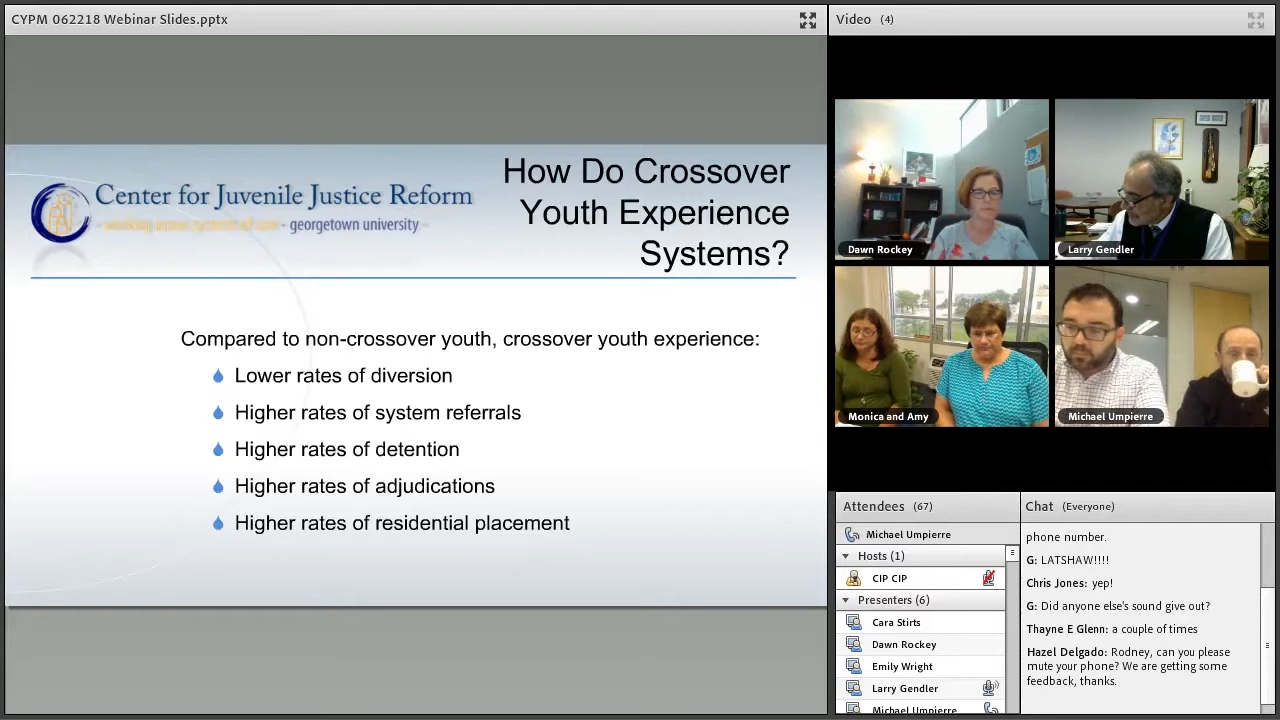 CYPM 062218 Webinar Slides.pptx
Center for Juvenile Justice Reform
working across systems of care - georgetown university
How Do Crossover
Youth Experience
Systems?
Compared to non-crossover youth, crossover youth experience:
Lower rates of diversion
Higher rates of system referrals
Higher rates of detention
Higher rates of adjudications
Higher rates of residential placement
Video (4)
Dawn Rockey
Larry Gendler
Monica and Amy
Michael Umpierre
Attendees (67)
Michael Umpierre
Hosts (1)
CIP CIP
Presenters (6)
Cara Stirts
Dawn Rockey
Emily Wright
Larry Gendler
Michael Umpierre
Chat (Everyone)
phone number.
G: LATSHAW!!!!
Chris Jones: yep!
G: Did anyone else's sound give out?
Thayne E Glenn: a couple of times
Hazel Delgado: Rodney, can you please
mute your phone? We are getting some
feedback, thanks.